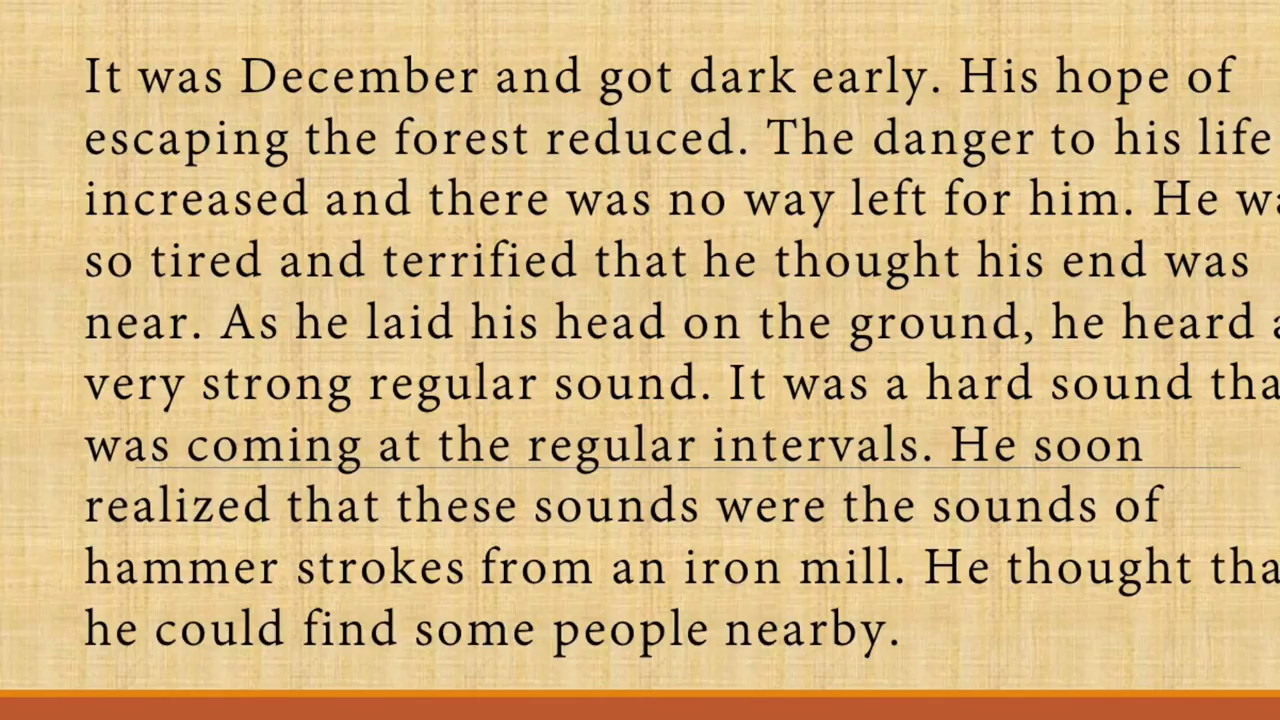 It was December and got dark early. His hope of
escaping the forest reduced. The danger to his life
increased and there was no way left for him. He wa
so tired and terrified that he thought his end was
near. As he laid his head on the ground, he heard a
very strong regular sound. It was a hard sound tha
was coming at the regular intervals. He soon
realized that these sounds were the sounds of
hammer strokes from an iron mill. He thought tha
he could find some people nearby.